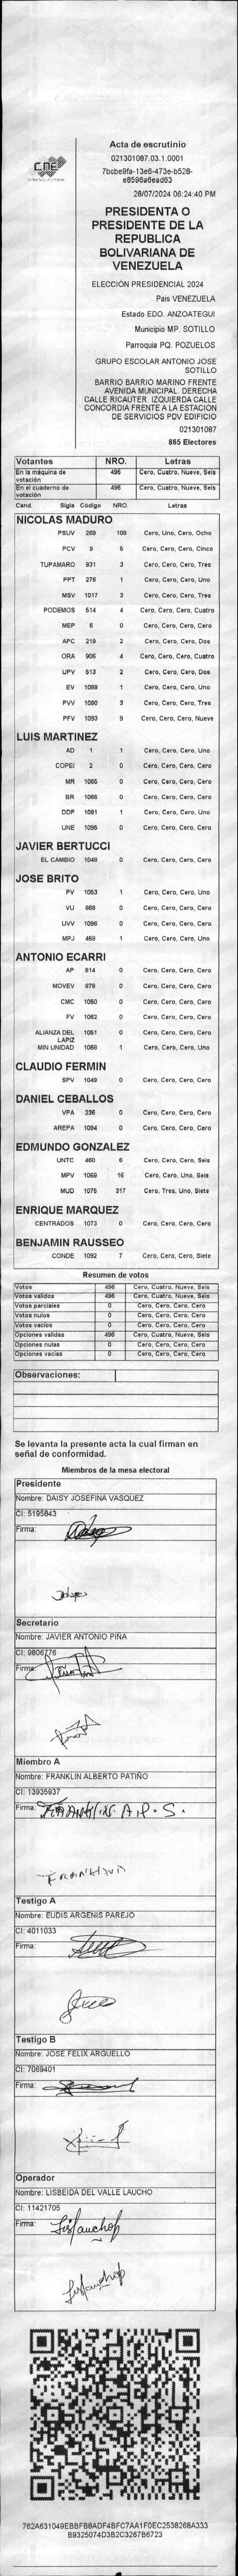 CNE
Acta de escrutinio
021301087.03.1.0001
7bcbe9fa-13e6-473e-b528-
e8596a6ead63
28/07/2024 06:24:40 PM
PRESIDENTA O
PRESIDENTE DE LA
REPUBLICA
BOLIVARIANA DE
VENEZUELA
ELECCIÓN PRESIDENCIAL 2024
País VENEZUELA
Estado EDO. ANZOATEGUI
Municipio MP. SOTILLO
Parroquia PQ. POZUELOS
GRUPO ESCOLAR ANTONIO JOSE
SOTILLO
BARRIO BARRIO MARINO FRENTE
AVENIDA MUNICIPAL. DERECHA
CALLE RICAUTER. IZQUIERDA CALLE
CONCORDIA FRENTE A LA ESTACION
DE SERVICIOS PDV EDIFICIO
021301087
865 Electores
Votantes NRO. Letras
En la máquina de votación 496 Cero, Cuatro, Nueve, Seis
En el cuaderno de votación 496 Cero, Cuatro, Nueve, Seis
Cand. Sigla Código NRO. Letras
NICOLAS MADURO
PSUV 269 108 Cero, Uno, Cero, Ocho
PCV 9 5 Cero, Cero, Cero, Cinco
TUPAMARO 931 3 Cero, Cero, Cero, Tres
PPT 276 1 Cero, Cero, Cero, Uno
MSV 1017 3 Cero, Cero, Cero, Tres
PODEMOS 514 4 Cero, Cero, Cero, Cuatro
MEP 6 0 Cero, Cero, Cero, Cero
APC 219 2 Cero, Cero, Cero, Dos
ORA 906 4 Cero, Cero, Cero, Cuatro
UPV 513 2 Cero, Cero, Cero, Dos
EV 1089 1 Cero, Cero, Cero, Uno
PVV 1090 3 Cero, Cero, Cero, Tres
PFV 1093 9 Cero, Cero, Cero, Nueve
LUIS MARTINEZ
AD 1 1 Cero, Cero, Cero, Uno
COPEI 2 0 Cero, Cero, Cero, Cero
MR 1065 0 Cero, Cero, Cero, Cero
BR 1066 0 Cero, Cero, Cero, Cero
DDP 1091 1 Cero, Cero, Cero, Uno
UNE 1095 0 Cero, Cero, Cero, Cero
JAVIER BERTUCCI
EL CAMBIO 1048 0 Cero, Cero, Cero, Cero
JOSE BRITO
PV 1053 1 Cero, Cero, Cero, Uno
VU 868 0 Cero, Cero, Cero, Cero
UVV 1096 0 Cero, Cero, Cero, Cero
MPJ 458 1 Cero, Cero, Cero, Uno
ANTONIO ECARRI
AP 814 0 Cero, Cero, Cero, Cero
MOVEV 878 0 Cero, Cero, Cero, Cero
CMC 1050 0 Cero, Cero, Cero, Cero
FV 1062 0 Cero, Cero, Cero, Cero
ALIANZA DEL LAPIZ 1051 0 Cero, Cero, Cero, Cero
MIN UNIDAD 1068 1 Cero, Cero, Cero, Uno
CLAUDIO FERMIN
SPV 1049 0 Cero, Cero, Cero, Cero
DANIEL CEBALLOS
VPA 336 0 Cero, Cero, Cero, Cero
AREPA 1094 0 Cero, Cero, Cero, Cero
EDMUNDO GONZALEZ
UNTC 460 6 Cero, Cero, Cero, Seis
MPV 1069 16 Cero, Cero, Uno, Seis
MUD 1075 317 Cero, Tres, Uno, Siete
ENRIQUE MARQUEZ
CENTRADOS 1073 0 Cero, Cero, Cero, Cero
BENJAMIN RAUSSEO
CONDE 1092 7 Cero, Cero, Cero, Siete
Resumen de votos
Votos 496 Cero, Cuatro, Nueve, Seis
Votos validos 496 Cero, Cuatro, Nueve, Seis
Votos parciales 0 Cero, Cero, Cero, Cero
Votos nulos 0 Cero, Cero, Cero, Cero
Votos vacios 0 Cero, Cero, Cero, Cero
Opciones validas 496 Cero, Cuatro, Nueve, Seis
Opciones nulas 0 Cero, Cero, Cero, Cero
Opciones vacias 0 Cero, Cero, Cero, Cero
Observaciones:
Se levanta la presente acta la cual firman en
señal de conformidad.
Miembros de la mesa electoral
Presidente
Nombre: DAISY JOSEFINA VASQUEZ
CI: 5195843
Firma:
Secretario
Nombre: JAVIER ANTONIO PIÑA
CI: 9806776
Firma:
Miembro A
Nombre: FRANKLIN ALBERTO PATIÑO
CI: 13935937
Firma: FRANKLIN. A. P. S.
FRANKLIN
Testigo A
Nombre: EUDIS ARGENIS PAREJO
CI: 4011033
Firma:
Testigo B
Nombre: JOSE FELIX ARGUELLO
CI: 7069401
Firma:
Operador
Nombre: LISBEIDA DEL VALLE LAUCHO
CI: 11421705
Firma:
762A631049EBBFB8ADF4BFC7AA1F0EC2538268A333
B9325074D3B2C3267B6723